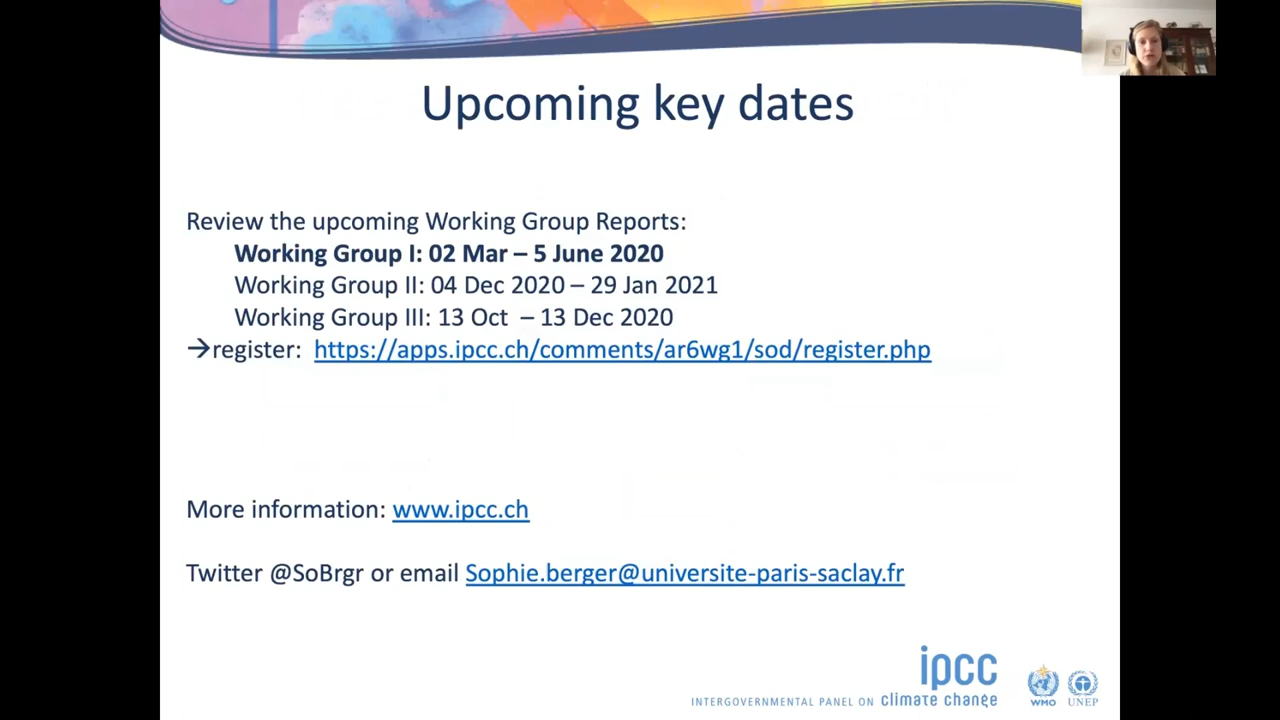 Upcoming key dates
Review the upcoming Working Group Reports:
Working Group I: 02 Mar – 5 June 2020
Working Group II: 04 Dec 2020 – 29 Jan 2021
Working Group III: 13 Oct – 13 Dec 2020
→register: https://apps.ipcc.ch/comments/ar6wg1/sod/register.php
More information: www.ipcc.ch
Twitter @SoBrgr or email Sophie.berger@universite-paris-saclay.fr
ipcc
INTERGOVERNMENTAL PANEL ON climate change
WMO UNEP